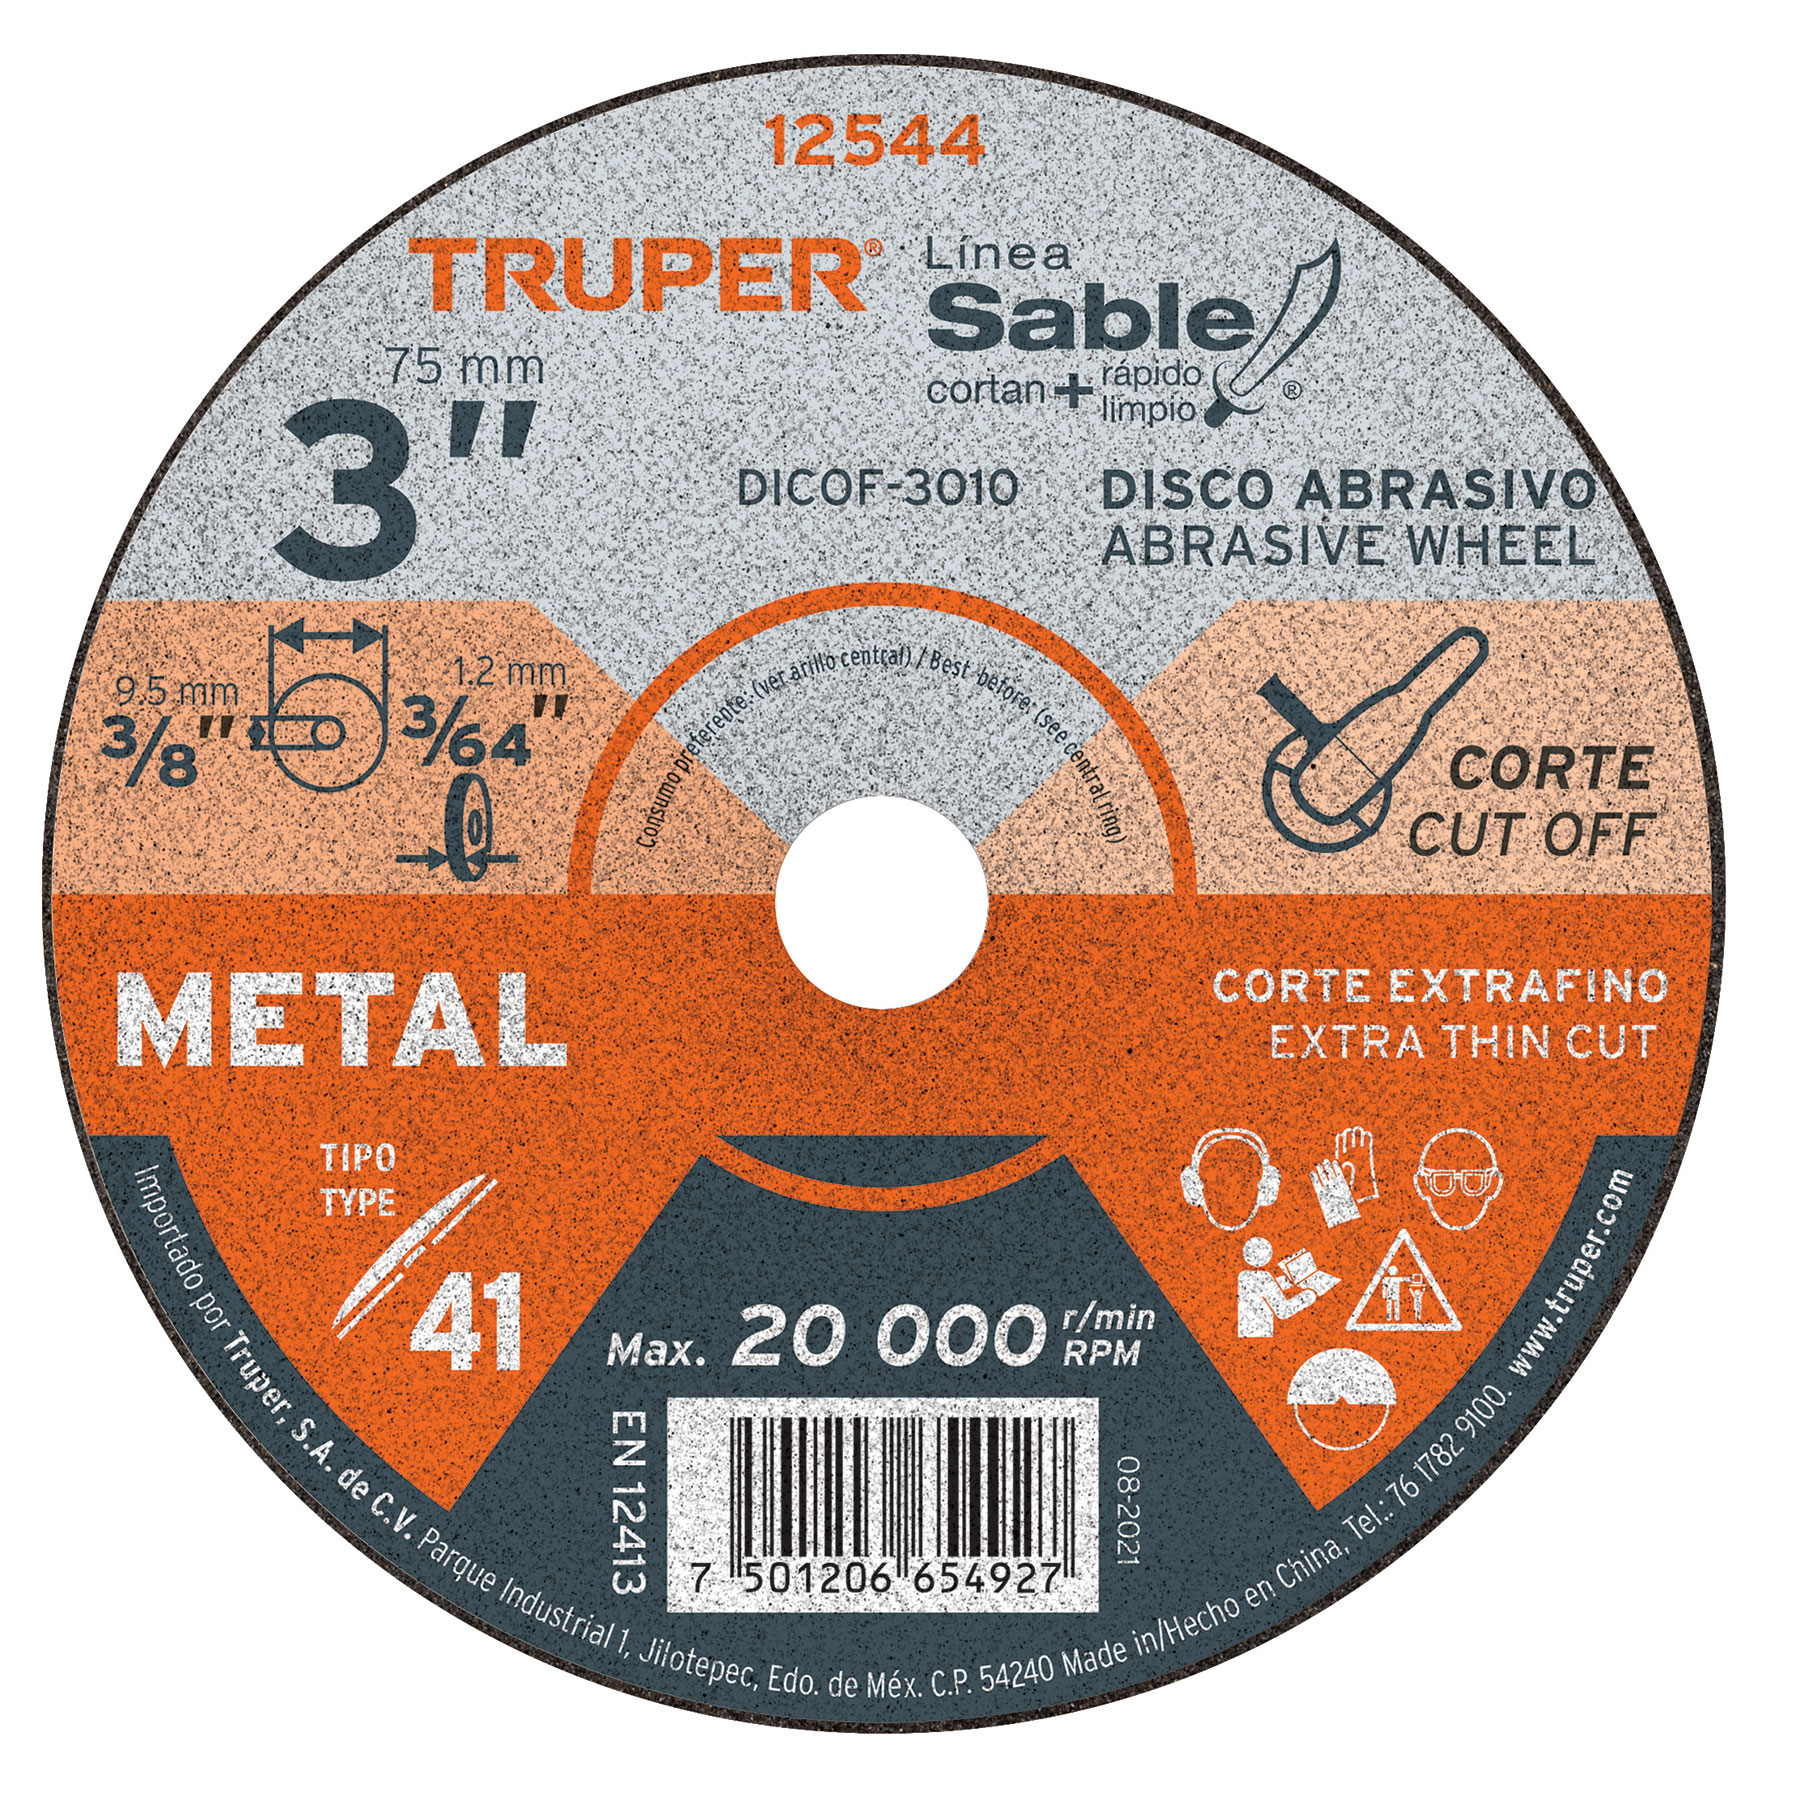 12544
TRUPER®
Línea
Sable
cortan + rápido
limpio ®
75 mm
3"
DICOF-3010
DISCO ABRASIVO
ABRASIVE WHEEL
9.5 mm
3/8"
1.2 mm
3/64"
Consumo preferente: (ver arillo central) / Best before: (see central ring)
CORTE
CUT OFF
METAL
CORTE EXTRAFINO
EXTRA THIN CUT
TIPO
TYPE
41
Max. 20 000 r/min
RPM
EN 12413
7 501206 654927
08-2021
Importado por Truper, S.A. de C.V. Parque Industrial 1, Jilotepec, Edo. de Méx. C.P. 54240 Made in/Hecho en China, Tel.: 76 1782 9100. www.truper.com